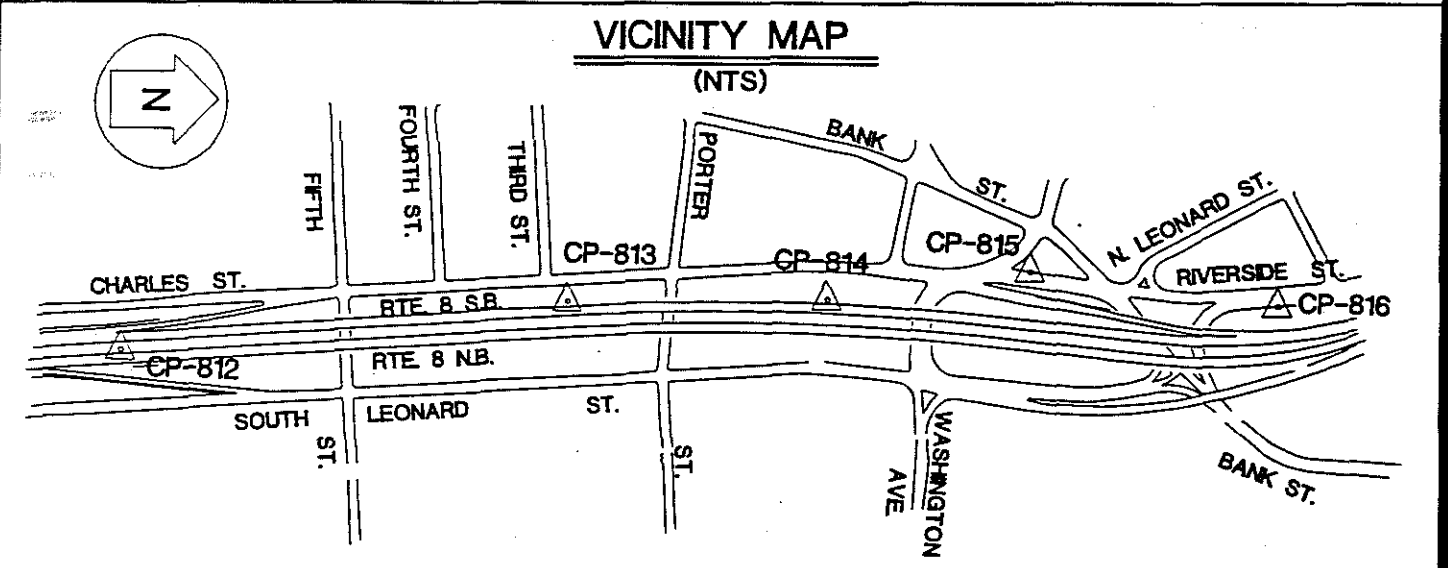 VICINITY MAP
(NTS)
N
FIFTH
ST.
FOURTH ST.
THIRD ST.
PORTER
ST.
BANK
ST.
CP-813
CP-814
CP-815
N. LEONARD ST.
RIVERSIDE ST.
CP-816
CHARLES ST.
RTE. 8 S.B.
CP-812
RTE. 8 N.B.
SOUTH LEONARD ST.
WASHINGTON
AVE
BANK ST.